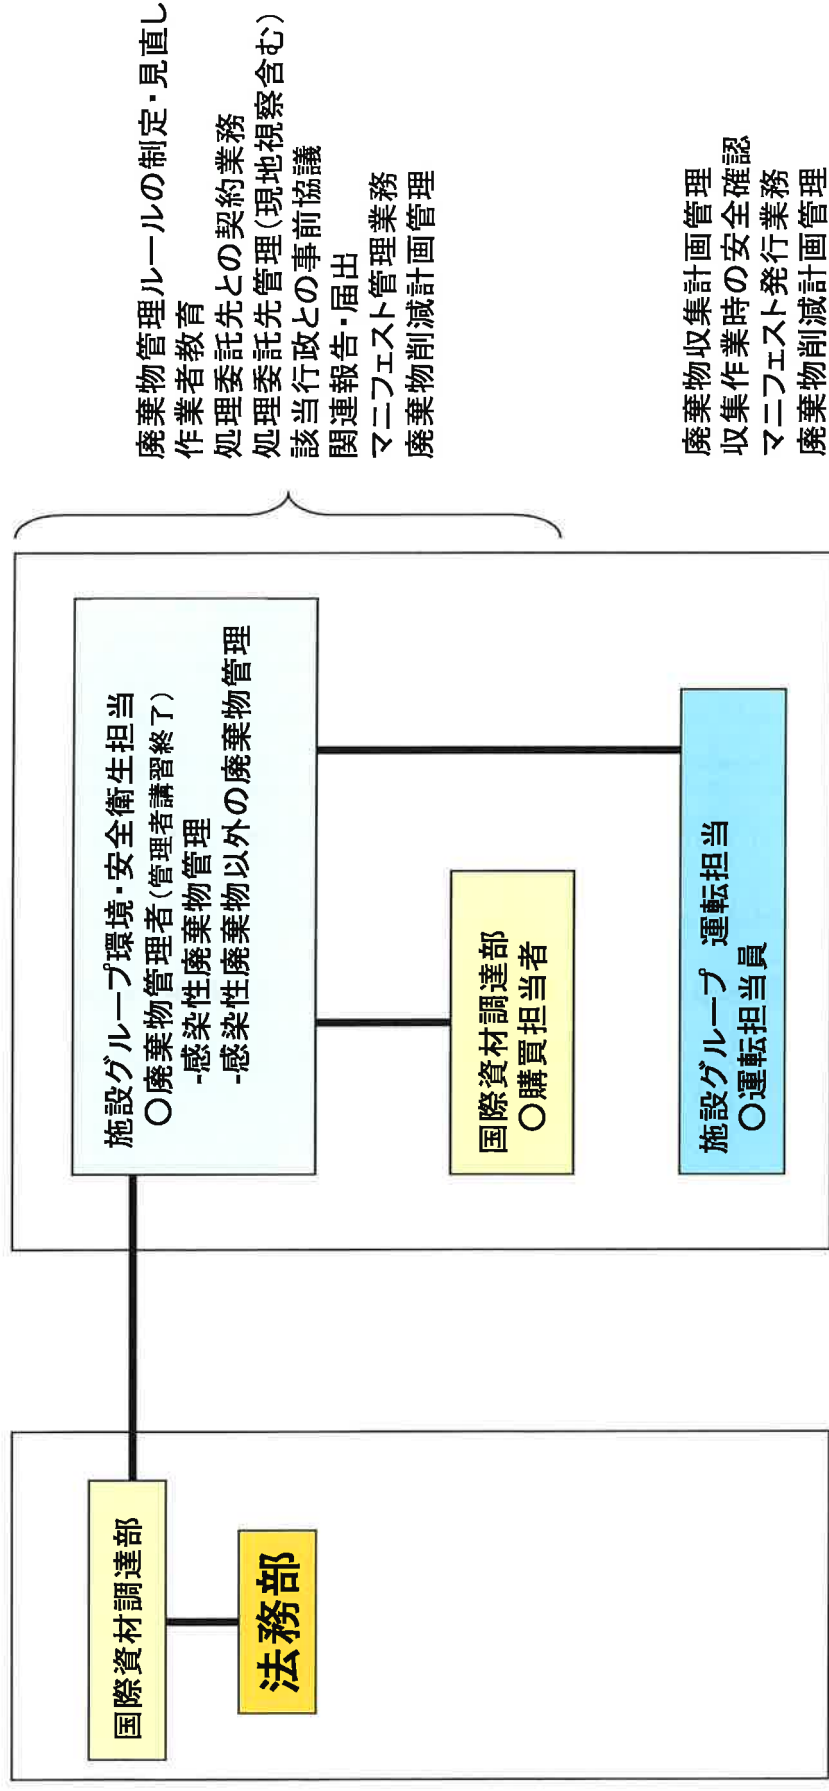 国際資材調達部
法務部
施設グループ環境・安全衛生担当
○廃棄物管理者(管理者講習終了)
-感染性廃棄物管理
-感染性廃棄物以外の廃棄物管理
国際資材調達部
○購買担当者
施設グループ 運転担当
○運転担当員
廃棄物管理ルールの制定・見直し
作業者教育
処理委託先との契約業務
処理委託先管理(現地視察含む)
該当行政との事前協議
関連報告・届出
マニフェスト管理業務
廃棄物削減計画管理
廃棄物収集計画管理
収集作業時の安全確認
マニフェスト発行業務
廃棄物削減計画管理